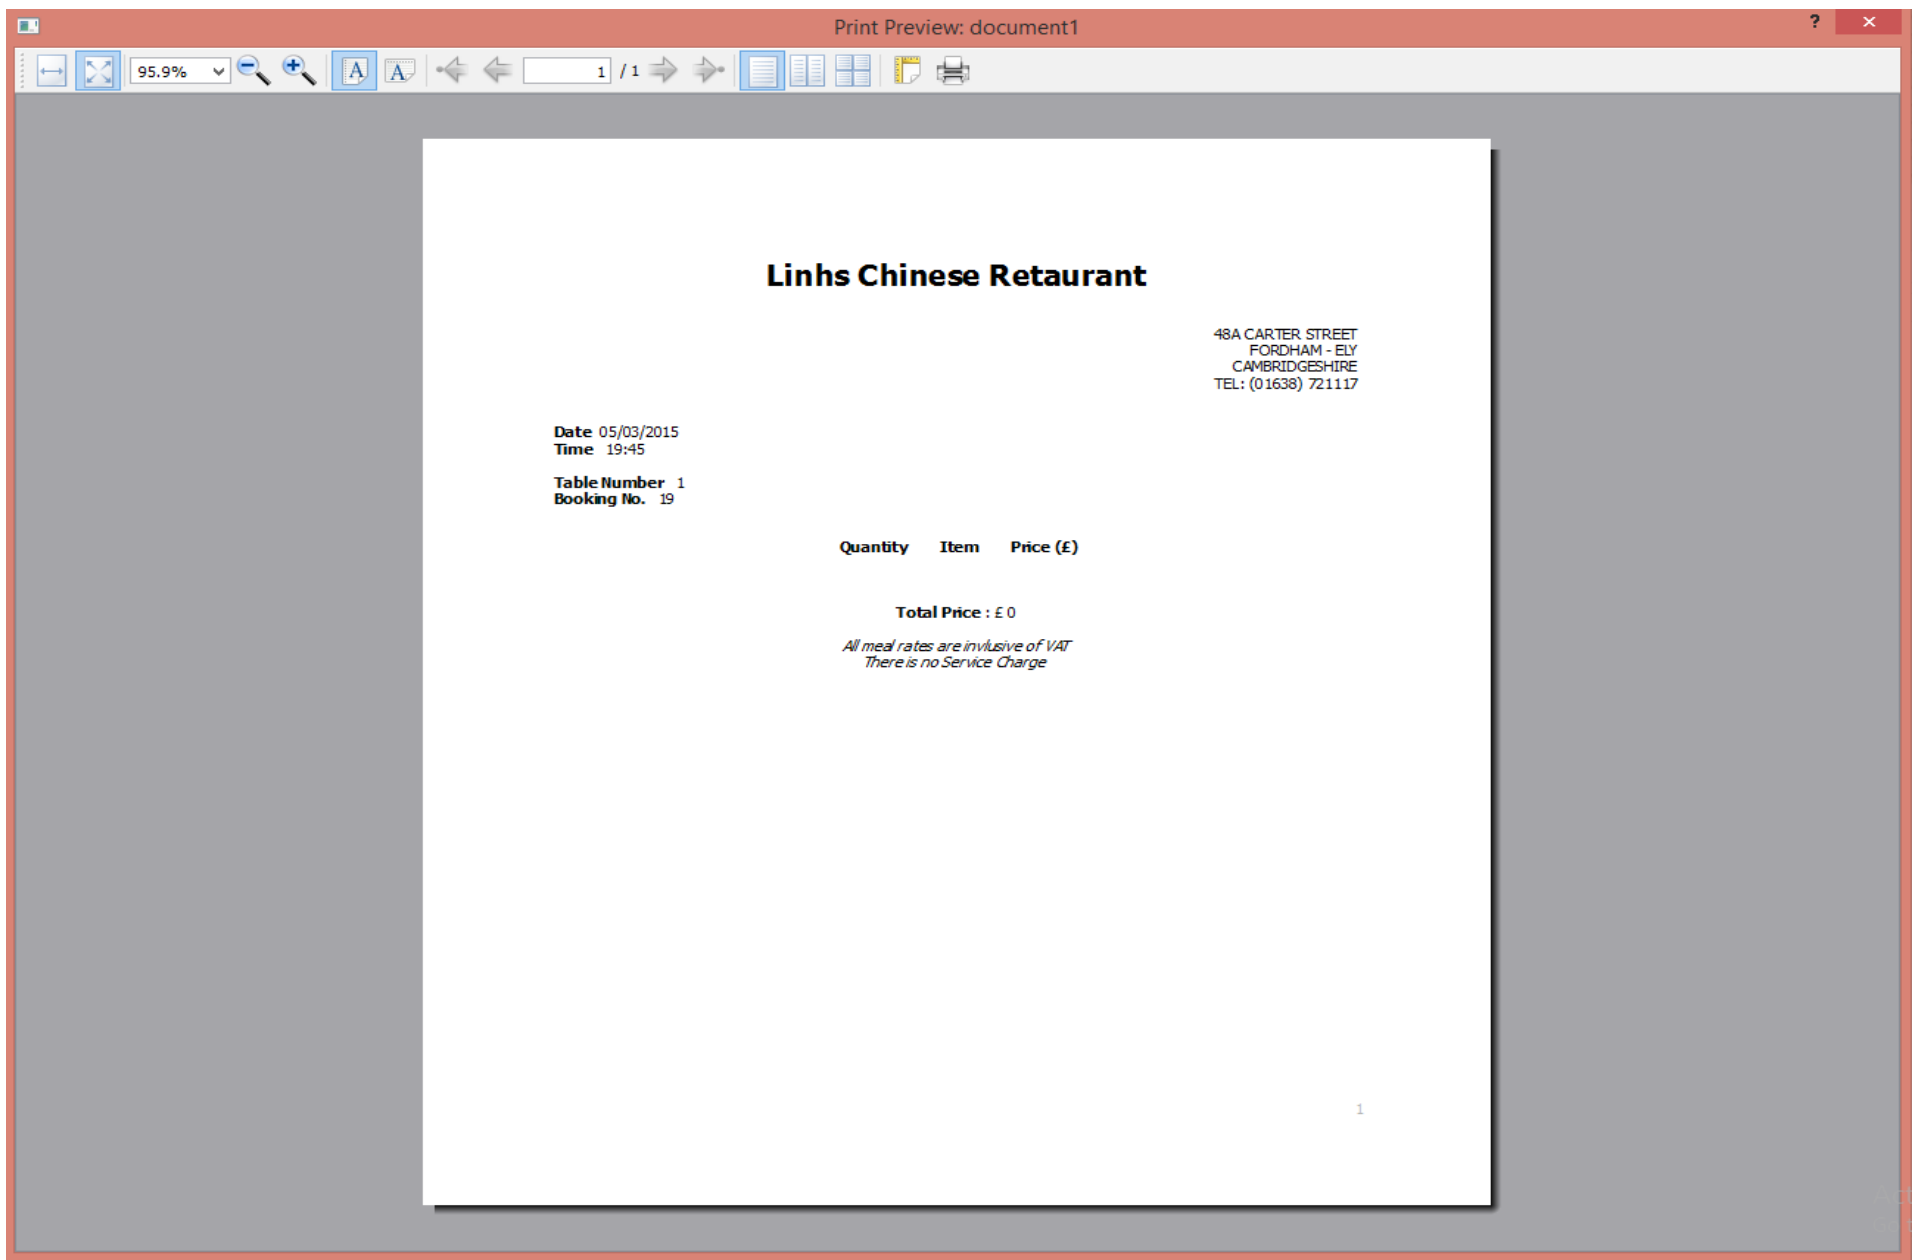 Print Preview: document1
?
95.9%
A
A
1 / 1
Linhs Chinese Retaurant
48A CARTER STREET
FORDHAM - ELY
CAMBRIDGESHIRE
TEL: (01638) 721117
Date 05/03/2015
Time 19:45
Table Number 1
Booking No. 19
Quantity Item Price (£)
Total Price : £ 0
All meal rates are invlusive of VAT
There is no Service Charge
1